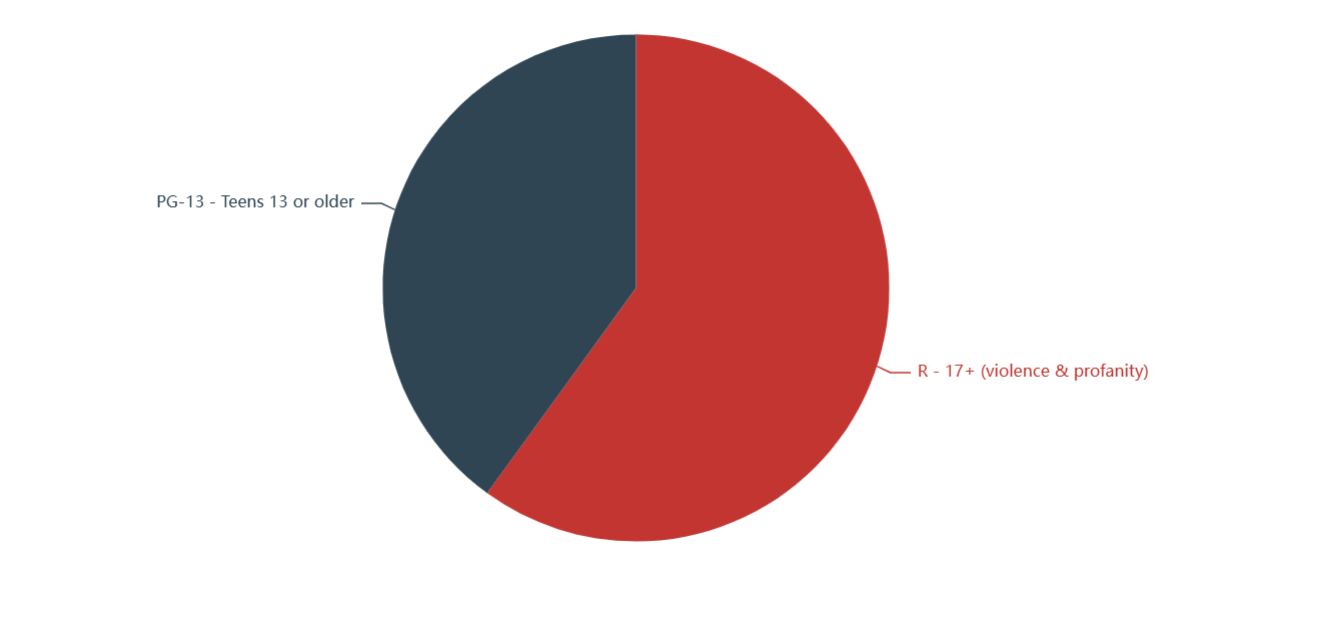 PG-13 - Teens 13 or older
R - 17+ (violence & profanity)